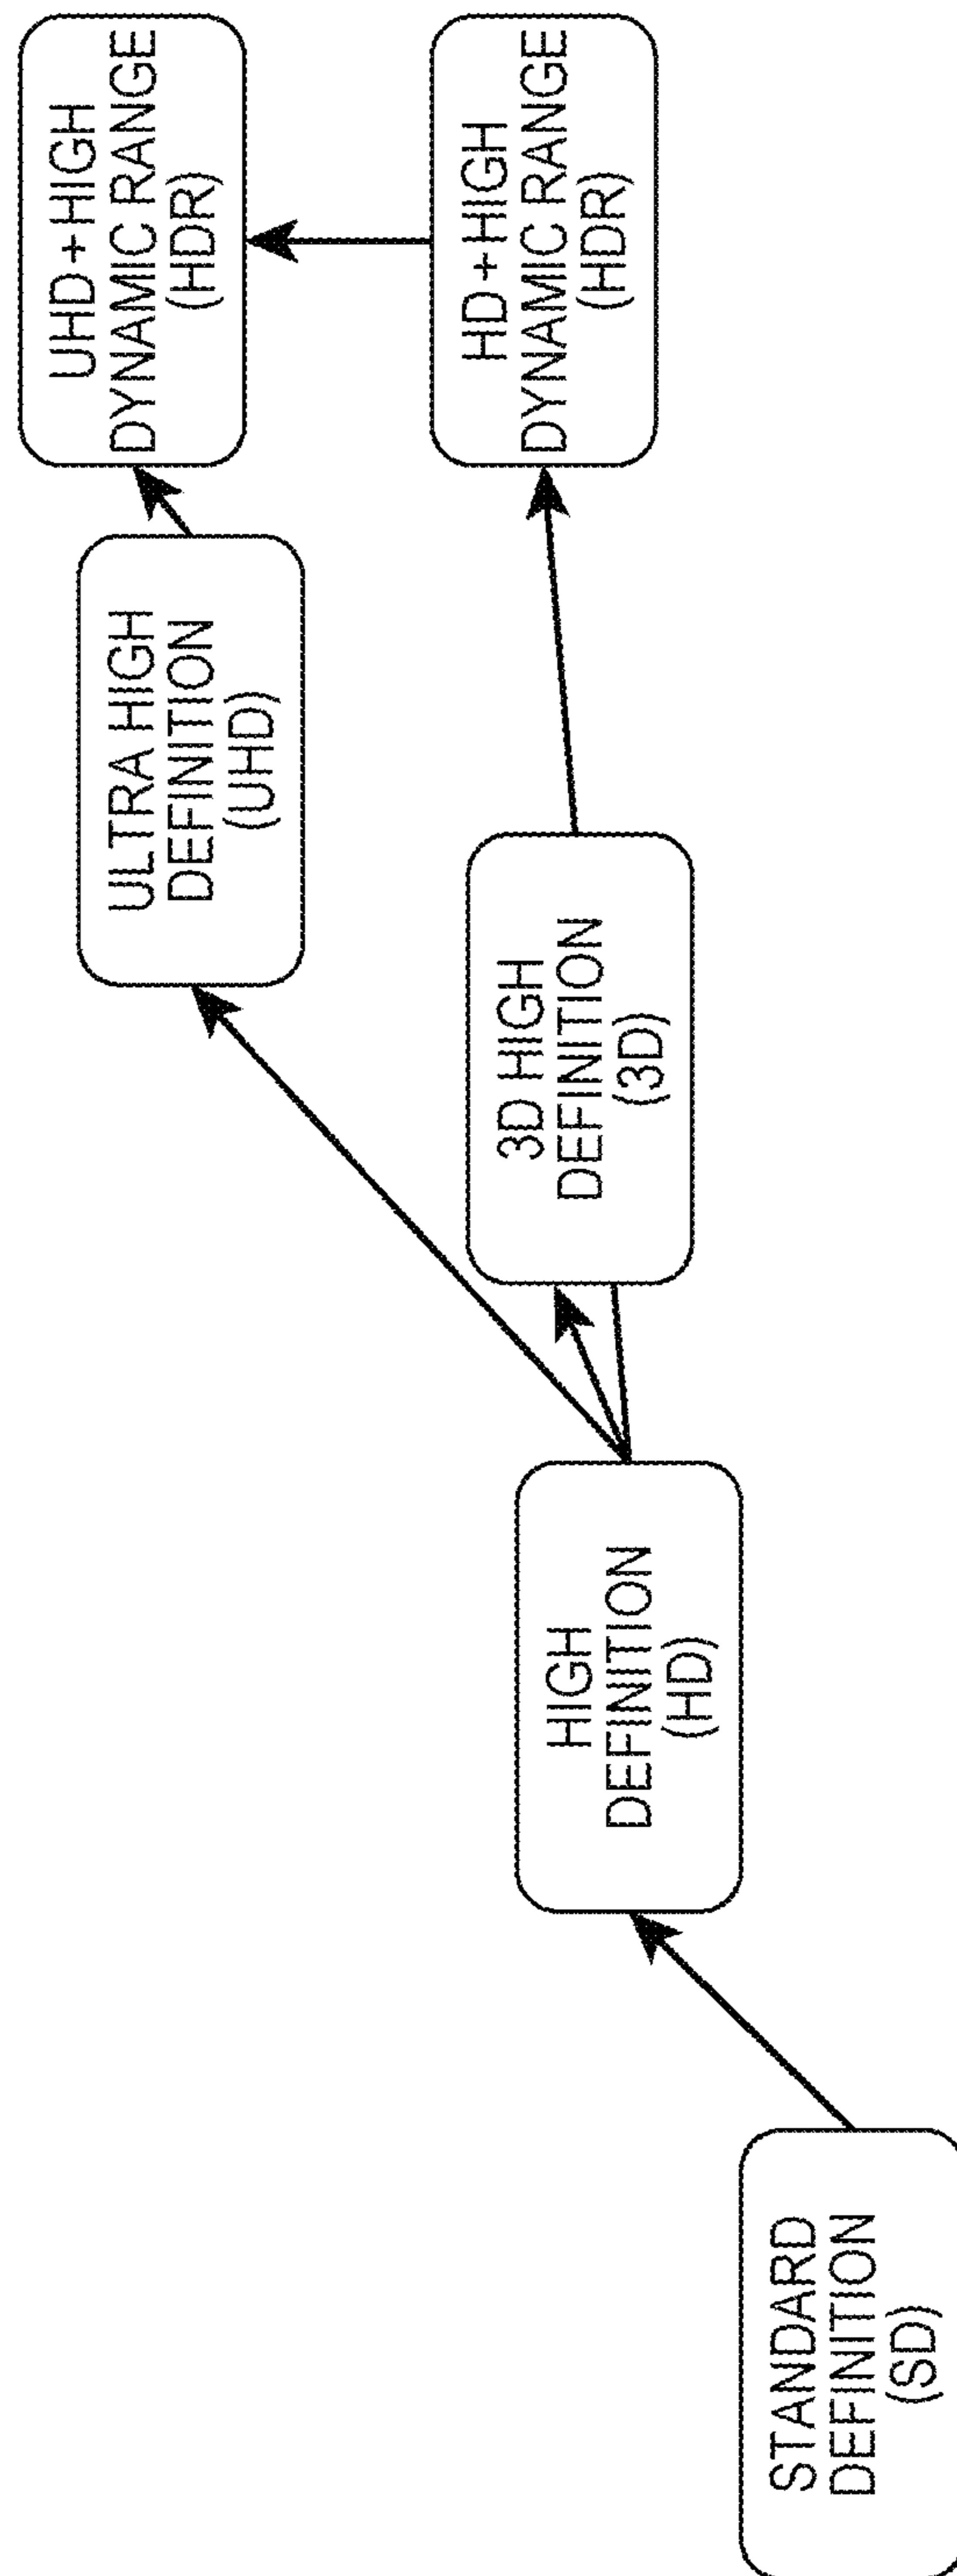 STANDARD
DEFINITION
(SD)
HIGH
DEFINITION
(HD)
3D HIGH
DEFINITION
(3D)
ULTRA HIGH
DEFINITION
(UHD)
UHD+HIGH
DYNAMIC RANGE
(HDR)
HD+HIGH
DYNAMIC RANGE
(HDR)